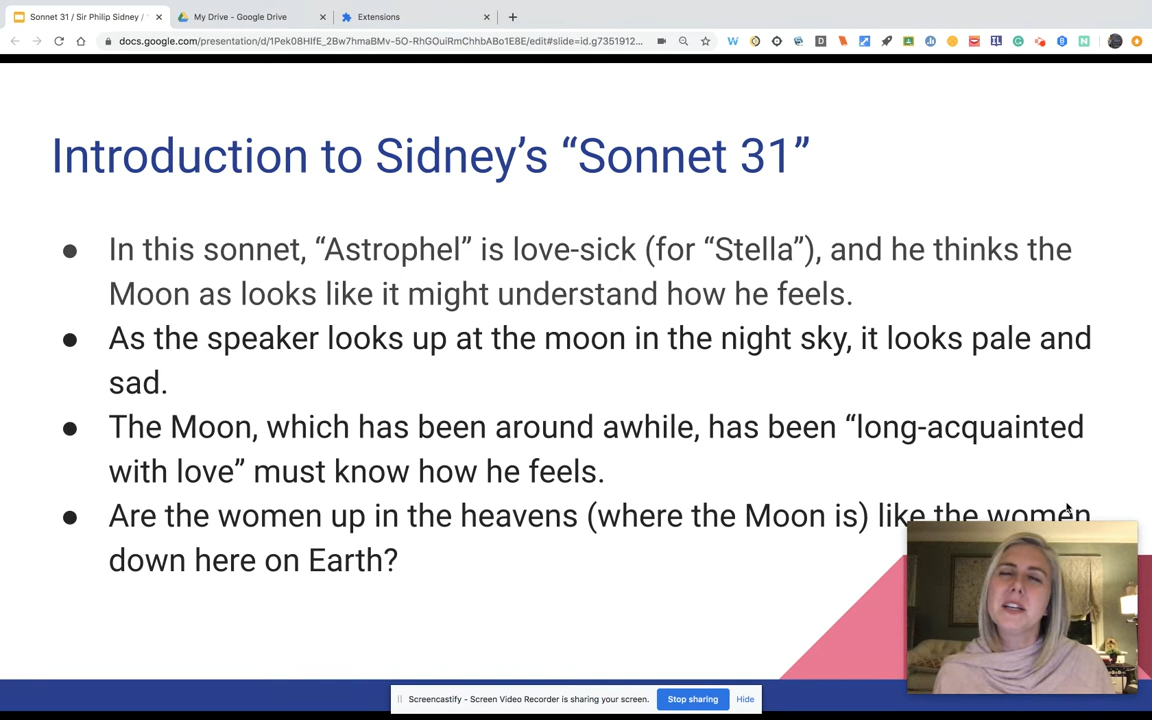 Sonnet 31 / Sir Philip Sidney /
My Drive - Google Drive
Extensions
docs.google.com/presentation/d/1Pek08HIfE_2Bw7hmaBMv-5O-RhGOuiRmChhbABo1E8E/edit#slide=id.g7351912...
Introduction to Sidney’s “Sonnet 31”
● In this sonnet, “Astrophel” is love-sick (for “Stella”), and he thinks the
Moon as looks like it might understand how he feels.
● As the speaker looks up at the moon in the night sky, it looks pale and
sad.
● The Moon, which has been around awhile, has been “long-acquainted
with love” must know how he feels.
● Are the women up in the heavens (where the Moon is) like the women
down here on Earth?
Screencastify - Screen Video Recorder is sharing your screen.
Stop sharing
Hide